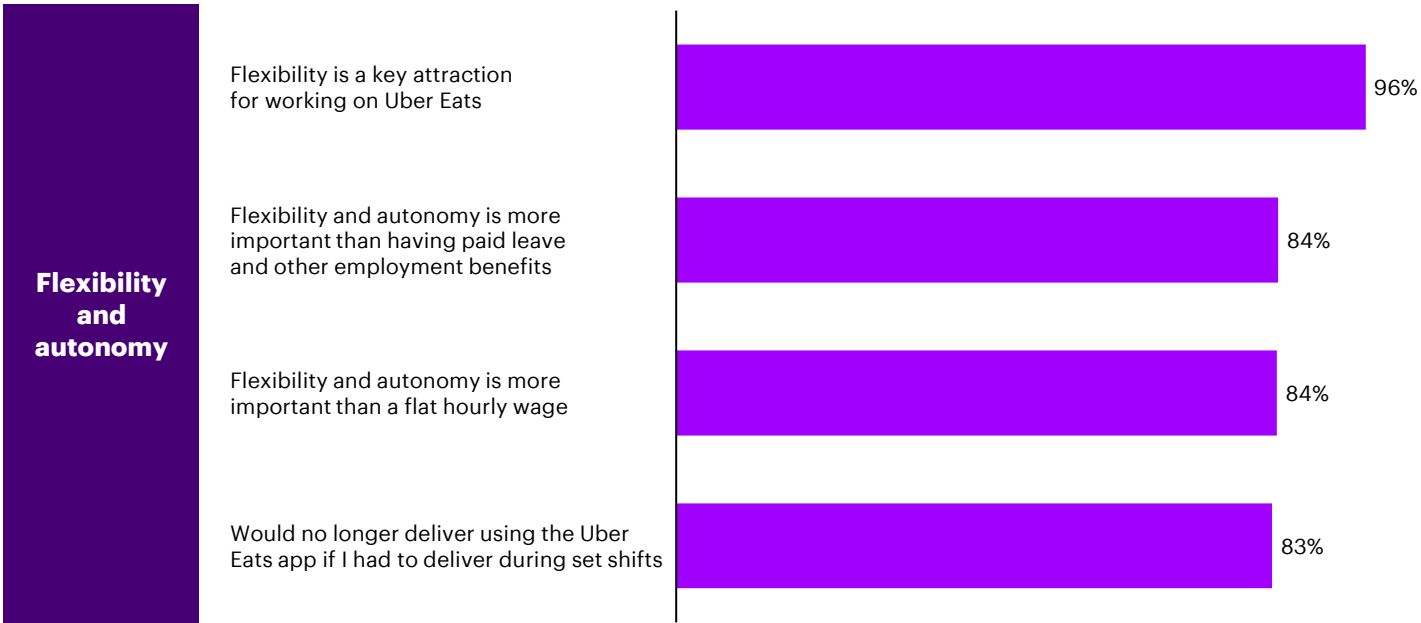 Flexibility
and
autonomy
Flexibility is a key attraction
for working on Uber Eats
96%
Flexibility and autonomy is more
important than having paid leave
and other employment benefits
84%
Flexibility and autonomy is more
important than a flat hourly wage
84%
Would no longer deliver using the Uber
Eats app if I had to deliver during set shifts
83%